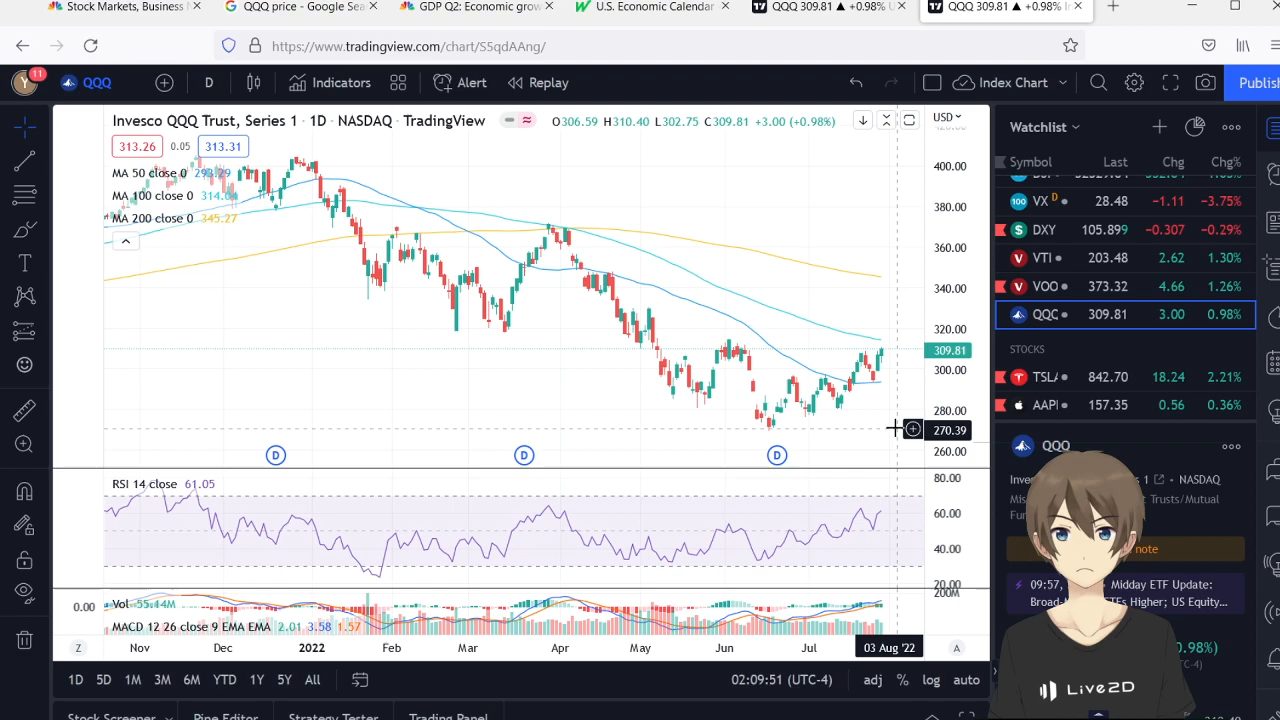 Stock Markets, Business N
QQQ price - Google Sea
GDP Q2: Economic grow
U.S. Economic Calendar
QQQ 309.81 ▲ +0.98% U
QQQ 309.81 ▲ +0.98% In
https://www.tradingview.com/chart/S5qdAAng/
Y 11 QQQ D Indicators Alert Replay Index Chart Publish
Invesco QQQ Trust, Series 1 · 1D · NASDAQ · TradingView O306.59 H310.40 L302.75 C309.81 +3.00 (+0.98%)
313.26 0.05 313.31
MA 50 close 0 293.29
MA 100 close 0
MA 200 close 0 345.27
USD
400.00
380.00
360.00
340.00
320.00
309.81
300.00
280.00
270.39
260.00
D D D
RSI 14 close 61.05
80.00
60.00
40.00
20.00
Vol 55.14M
200M
0.00
MACD 12 26 close 9 EMA EMA 2.01 3.58 1.57
Z Nov Dec 2022 Feb Mar Apr May Jun Jul 03 Aug '22 A
1D 5D 1M 3M 6M YTD 1Y 5Y All 02:09:51 (UTC-4) adj % log auto
Stock Screener Pine Editor Strategy Tester Trading Panel
Watchlist
Symbol Last Chg Chg%
VX D 28.48 −1.11 −3.75%
DXY 105.899 −0.307 −0.29%
VTI 203.48 2.62 1.30%
VOO 373.32 4.66 1.26%
QQQ 309.81 3.00 0.98%
STOCKS
TSLA 842.70 18.24 2.21%
AAPL 157.35 0.56 0.36%
QQQ
1 · NASDAQ
Trusts/Mutual
note
09:57, Midday ETF Update:
Higher; US Equity...
0.98%)
Live2D